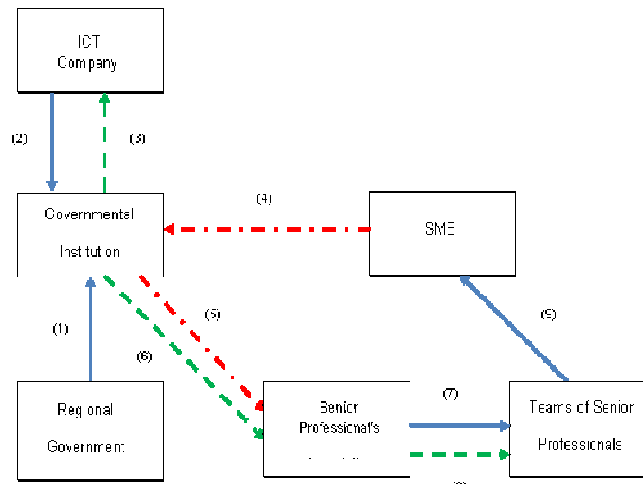 ICT
Company
(2)
(3)
Governmental
Institution
(4)
SME
(1)
(5)
(6)
(9)
Regional
Government
Senior
Professional's
(7)
Teams of Senior
Professionals